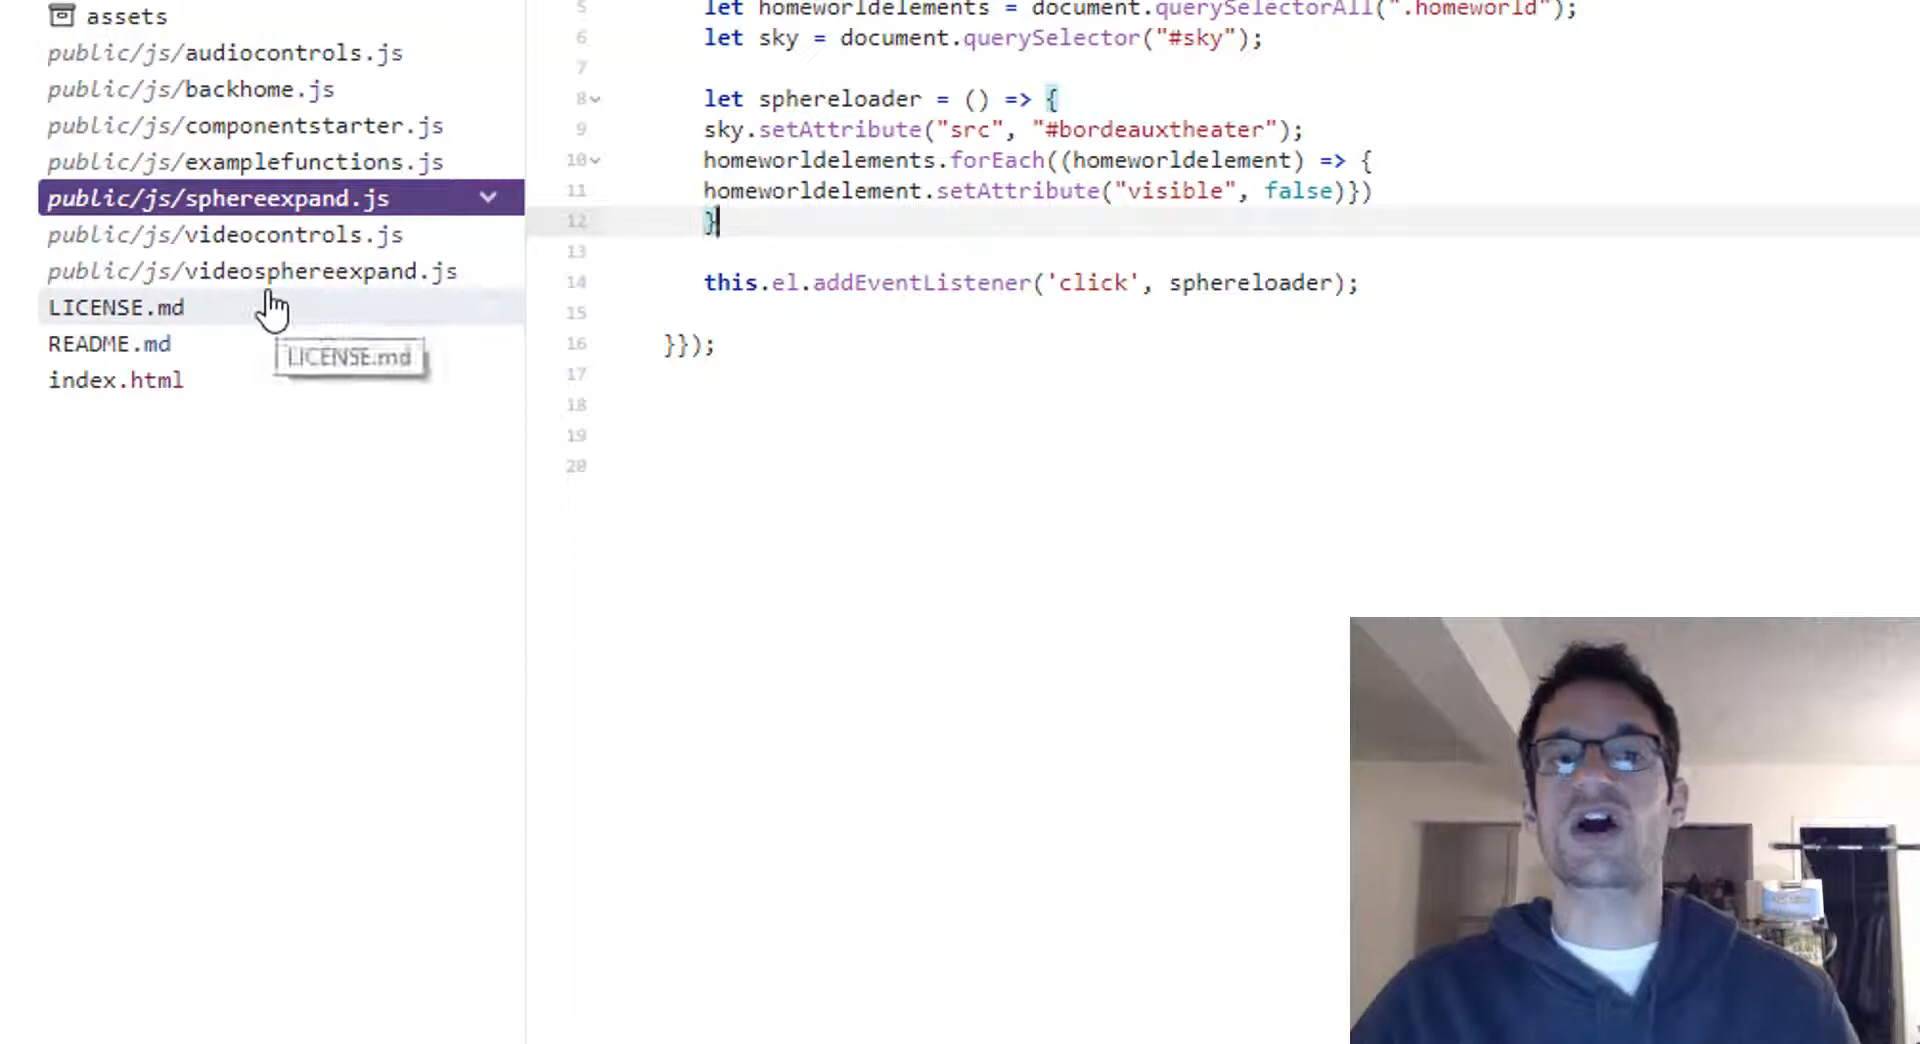 assets
public/js/audiocontrols.js
public/js/backhome.js
public/js/componentstarter.js
public/js/examplefunctions.js
public/js/sphereexpand.js
public/js/videocontrols.js
public/js/videosphereexpand.js
LICENSE.md
README.md
LICENSE.md
index.html
5 let homeworldelements = document.querySelectorAll(".homeworld");
6 let sky = document.querySelector("#sky");
7
8 let sphereloader = () => {
9 sky.setAttribute("src", "#bordeauxtheater");
10 homeworldelements.forEach((homeworldelement) => {
11 homeworldelement.setAttribute("visible", false)})
12 }
13
14 this.el.addEventListener('click', sphereloader);
15
16 }});
17
18
19
20